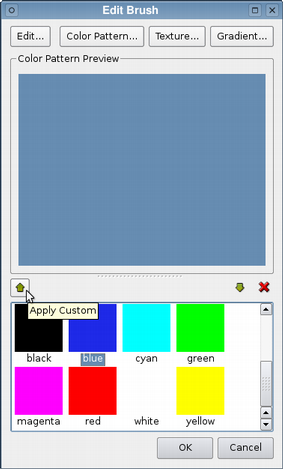 Edit Brush
Edit... Color Pattern... Texture... Gradient...
Color Pattern Preview
Apply Custom
black blue cyan green
magenta red white yellow
OK Cancel